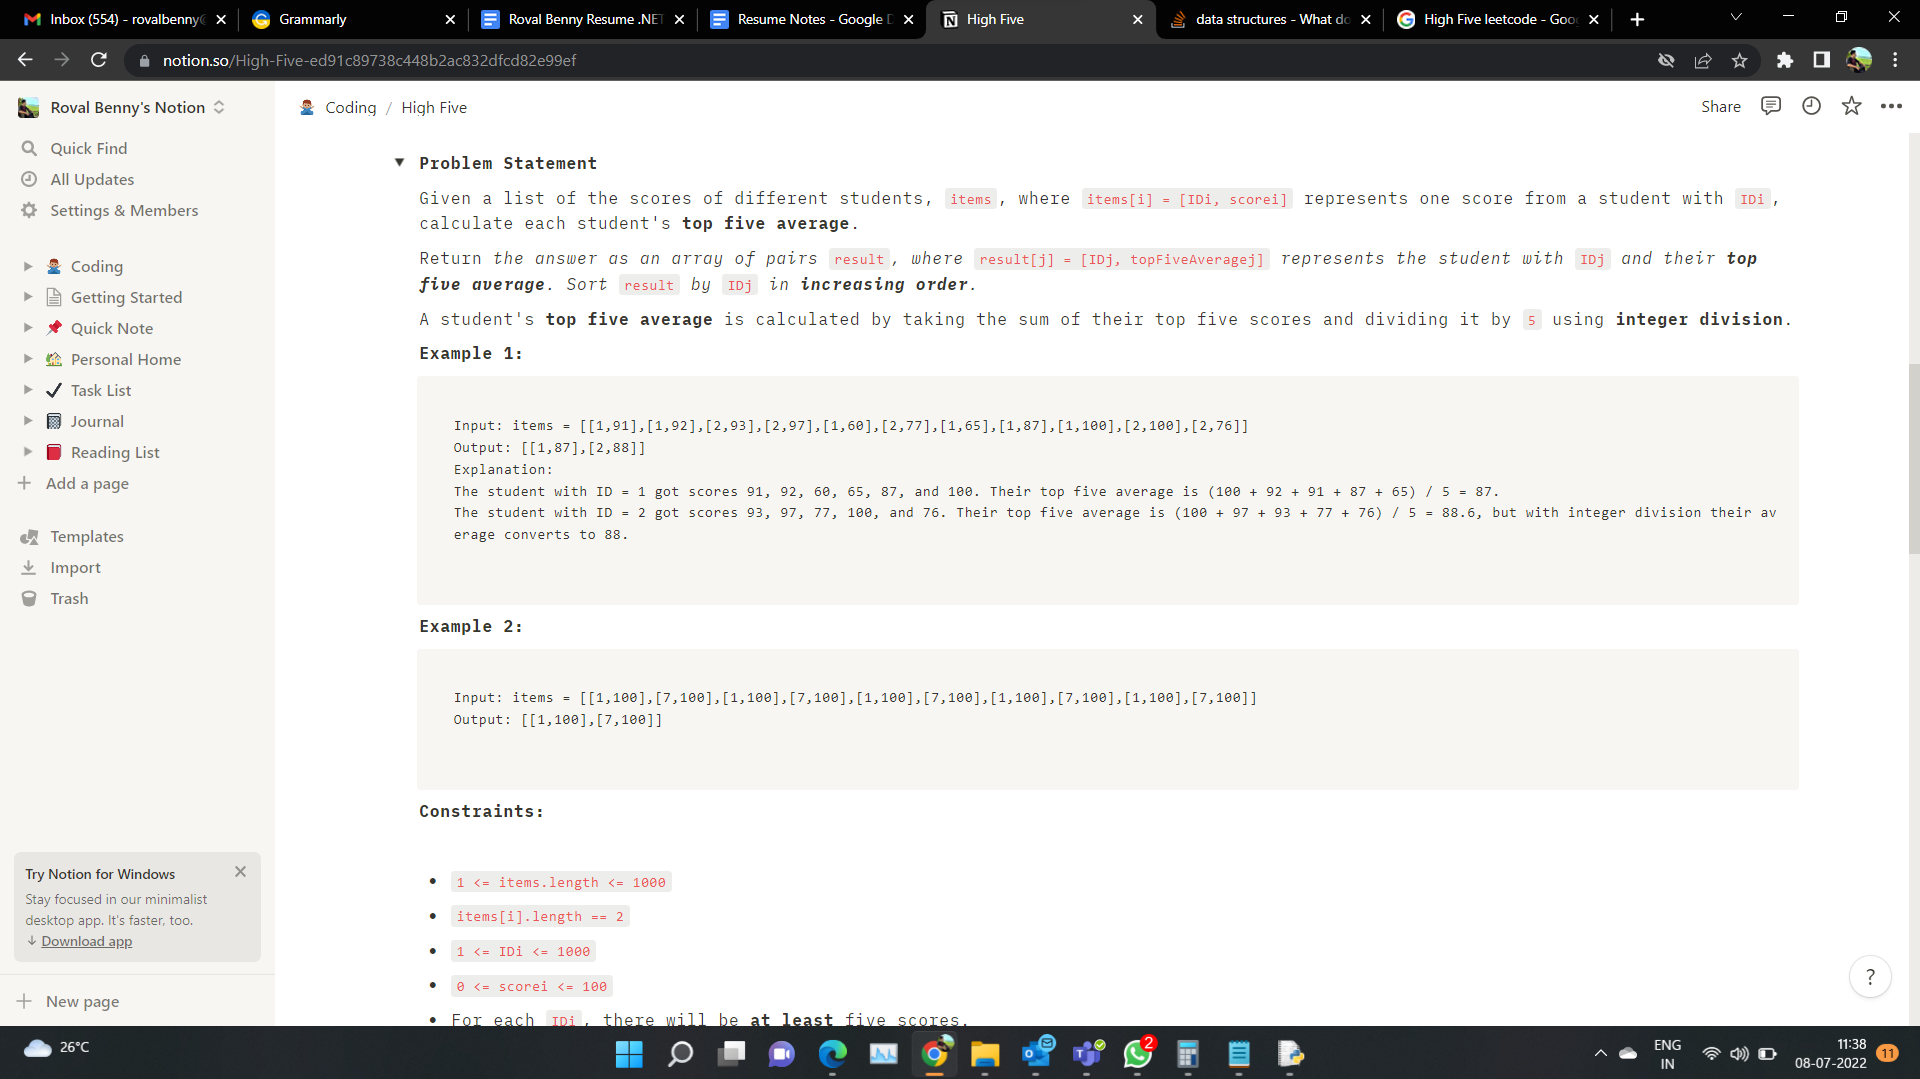 Inbox (554) - rovalbenny@
Grammarly
Roval Benny Resume .NET
Resume Notes - Google D
High Five
data structures - What do
High Five leetcode - Goog
notion.so/High-Five-ed91c89738c448b2ac832dfcd82e99ef
Roval Benny's Notion
Coding / High Five
Share
Quick Find
All Updates
Settings & Members
Coding
Getting Started
Quick Note
Personal Home
Task List
Journal
Reading List
Add a page
Templates
Import
Trash
Try Notion for Windows
Stay focused in our minimalist
desktop app. It's faster, too.
Download app
New page
Problem Statement
Given a list of the scores of different students, items, where items[i] = [IDi, scorei] represents one score from a student with IDi,
calculate each student's top five average.
Return the answer as an array of pairs result, where result[j] = [IDj, topFiveAveragej] represents the student with IDj and their top
five average. Sort result by IDj in increasing order.
A student's top five average is calculated by taking the sum of their top five scores and dividing it by 5 using integer division.
Example 1:
Input: items = [[1,91],[1,92],[2,93],[2,97],[1,60],[2,77],[1,65],[1,87],[1,100],[2,100],[2,76]]
Output: [[1,87],[2,88]]
Explanation:
The student with ID = 1 got scores 91, 92, 60, 65, 87, and 100. Their top five average is (100 + 92 + 91 + 87 + 65) / 5 = 87.
The student with ID = 2 got scores 93, 97, 77, 100, and 76. Their top five average is (100 + 97 + 93 + 77 + 76) / 5 = 88.6, but with integer division their av
erage converts to 88.
Example 2:
Input: items = [[1,100],[7,100],[1,100],[7,100],[1,100],[7,100],[1,100],[7,100],[1,100],[7,100]]
Output: [[1,100],[7,100]]
Constraints:
1 <= items.length <= 1000
items[i].length == 2
1 <= IDi <= 1000
0 <= scorei <= 100
For each IDi, there will be at least five scores.
?
26°C
2
ENG
IN
11:38
08-07-2022
11